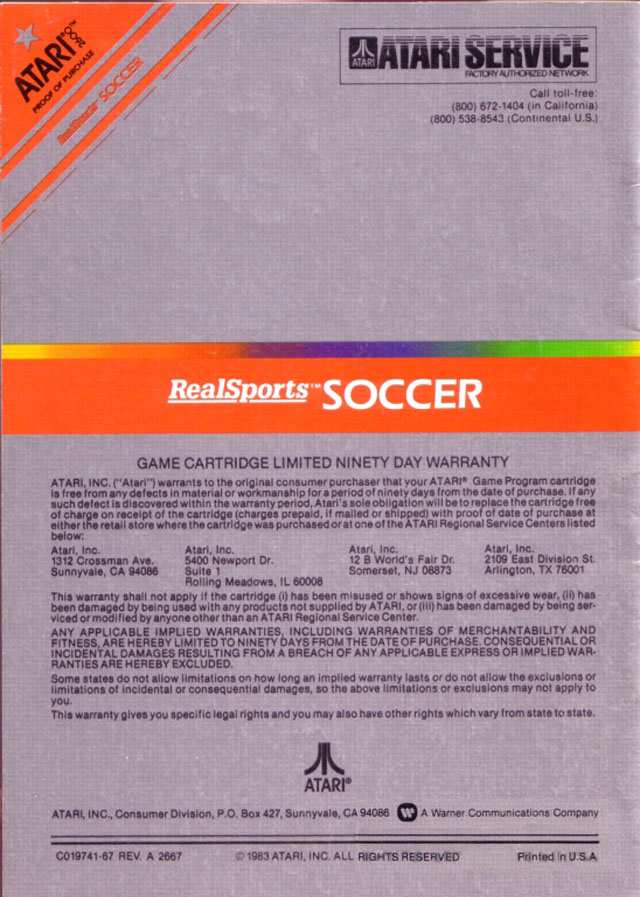 ATARI 2600™
PROOF OF PURCHASE
RealSports™ SOCCER
ATARI
ATARI SERVICE
FACTORY AUTHORIZED NETWORK
Call toll-free:
(800) 672-1404 (in California)
(800) 538-8543 (Continental U.S.)
RealSports™ SOCCER
GAME CARTRIDGE LIMITED NINETY DAY WARRANTY
ATARI, INC. ("Atari") warrants to the original consumer purchaser that your ATARI® Game Program cartridge
is free from any defects in material or workmanship for a period of ninety days from the date of purchase. If any
such defect is discovered within the warranty period, Atari's sole obligation will be to replace the cartridge free
of charge on receipt of the cartridge (charges prepaid, if mailed or shipped) with proof of date of purchase at
either the retail store where the cartridge was purchased or at one of the ATARI Regional Service Centers listed
below:
Atari, Inc. Atari, Inc. Atari, Inc. Atari, Inc.
1312 Crossman Ave. 5400 Newport Dr. 12 B World's Fair Dr. 2109 East Division St.
Sunnyvale, CA 94086 Suite 1 Somerset, NJ 08873 Arlington, TX 76001
Rolling Meadows, IL 60008
This warranty shall not apply if the cartridge (i) has been misused or shows signs of excessive wear, (ii) has
been damaged by being used with any products not supplied by ATARI, or (iii) has been damaged by being ser-
viced or modified by anyone other than an ATARI Regional Service Center.
ANY APPLICABLE IMPLIED WARRANTIES, INCLUDING WARRANTIES OF MERCHANTABILITY AND
FITNESS, ARE HEREBY LIMITED TO NINETY DAYS FROM THE DATE OF PURCHASE. CONSEQUENTIAL OR
INCIDENTAL DAMAGES RESULTING FROM A BREACH OF ANY APPLICABLE EXPRESS OR IMPLIED WAR-
RANTIES ARE HEREBY EXCLUDED.
Some states do not allow limitations on how long an implied warranty lasts or do not allow the exclusions or
limitations of incidental or consequential damages, so the above limitations or exclusions may not apply to
you.
This warranty gives you specific legal rights and you may also have other rights which vary from state to state.
ATARI®
ATARI, INC., Consumer Division, P.O. Box 427, Sunnyvale, CA 94086 A Warner Communications Company
C019741-67 REV. A 2667 © 1983 ATARI, INC. ALL RIGHTS RESERVED Printed in U.S.A